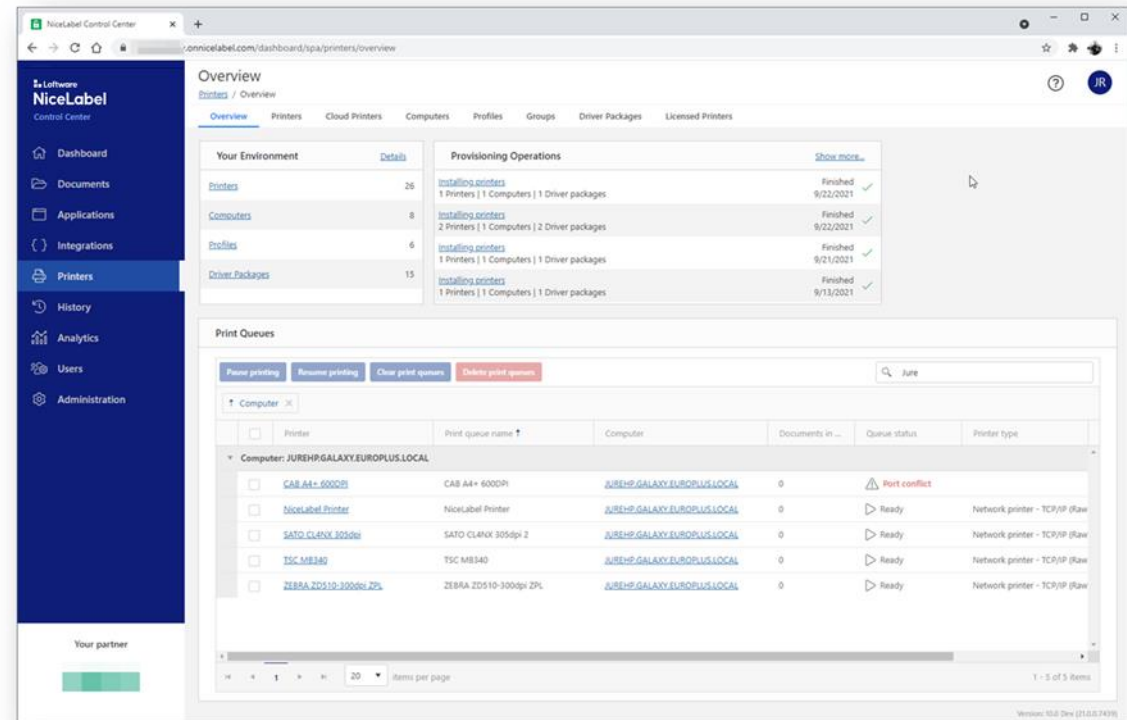 NiceLabel Control Center
.onnicelabel.com/dashboard/spa/printers/overview
Loftware
NiceLabel
Control Center
Dashboard
Documents
Applications
Integrations
Printers
History
Analytics
Users
Administration
Your partner
Overview
Printers / Overview
JR
Overview Printers Cloud Printers Computers Profiles Groups Driver Packages Licensed Printers
Your Environment Details
Printers 26
Computers 8
Profiles 6
Driver Packages 15
Provisioning Operations Show more...
Installing printers Finished
1 Printers | 1 Computers | 1 Driver packages 9/22/2021
Installing printers Finished
2 Printers | 1 Computers | 2 Driver packages 9/22/2021
Installing printers Finished
1 Printers | 1 Computers | 1 Driver packages 9/21/2021
Installing printers Finished
1 Printers | 1 Computers | 1 Driver packages 9/13/2021
Print Queues
Pause printing Resume printing Clear print queues Delete print queues Jure
Computer
Printer Print queue name Computer Documents in ... Queue status Printer type
Computer: JUREHP.GALAXY.EUROPLUS.LOCAL
CAB A4+ 600DPI CAB A4+ 600DPI JUREHP.GALAXY.EUROPLUS.LOCAL 0 Port conflict
NiceLabel Printer NiceLabel Printer JUREHP.GALAXY.EUROPLUS.LOCAL 0 Ready Network printer - TCP/IP (Raw
SATO CL4NX 305dpi SATO CL4NX 305dpi 2 JUREHP.GALAXY.EUROPLUS.LOCAL 0 Ready Network printer - TCP/IP (Raw
TSC MB340 TSC MB340 JUREHP.GALAXY.EUROPLUS.LOCAL 0 Ready Network printer - TCP/IP (Raw
ZEBRA ZD510-300dpi ZPL ZEBRA ZD510-300dpi ZPL JUREHP.GALAXY.EUROPLUS.LOCAL 0 Ready Network printer - TCP/IP (Raw
1 20 items per page 1 - 5 of 5 items
Version: 10.6 Dev (21.0.0.7439)